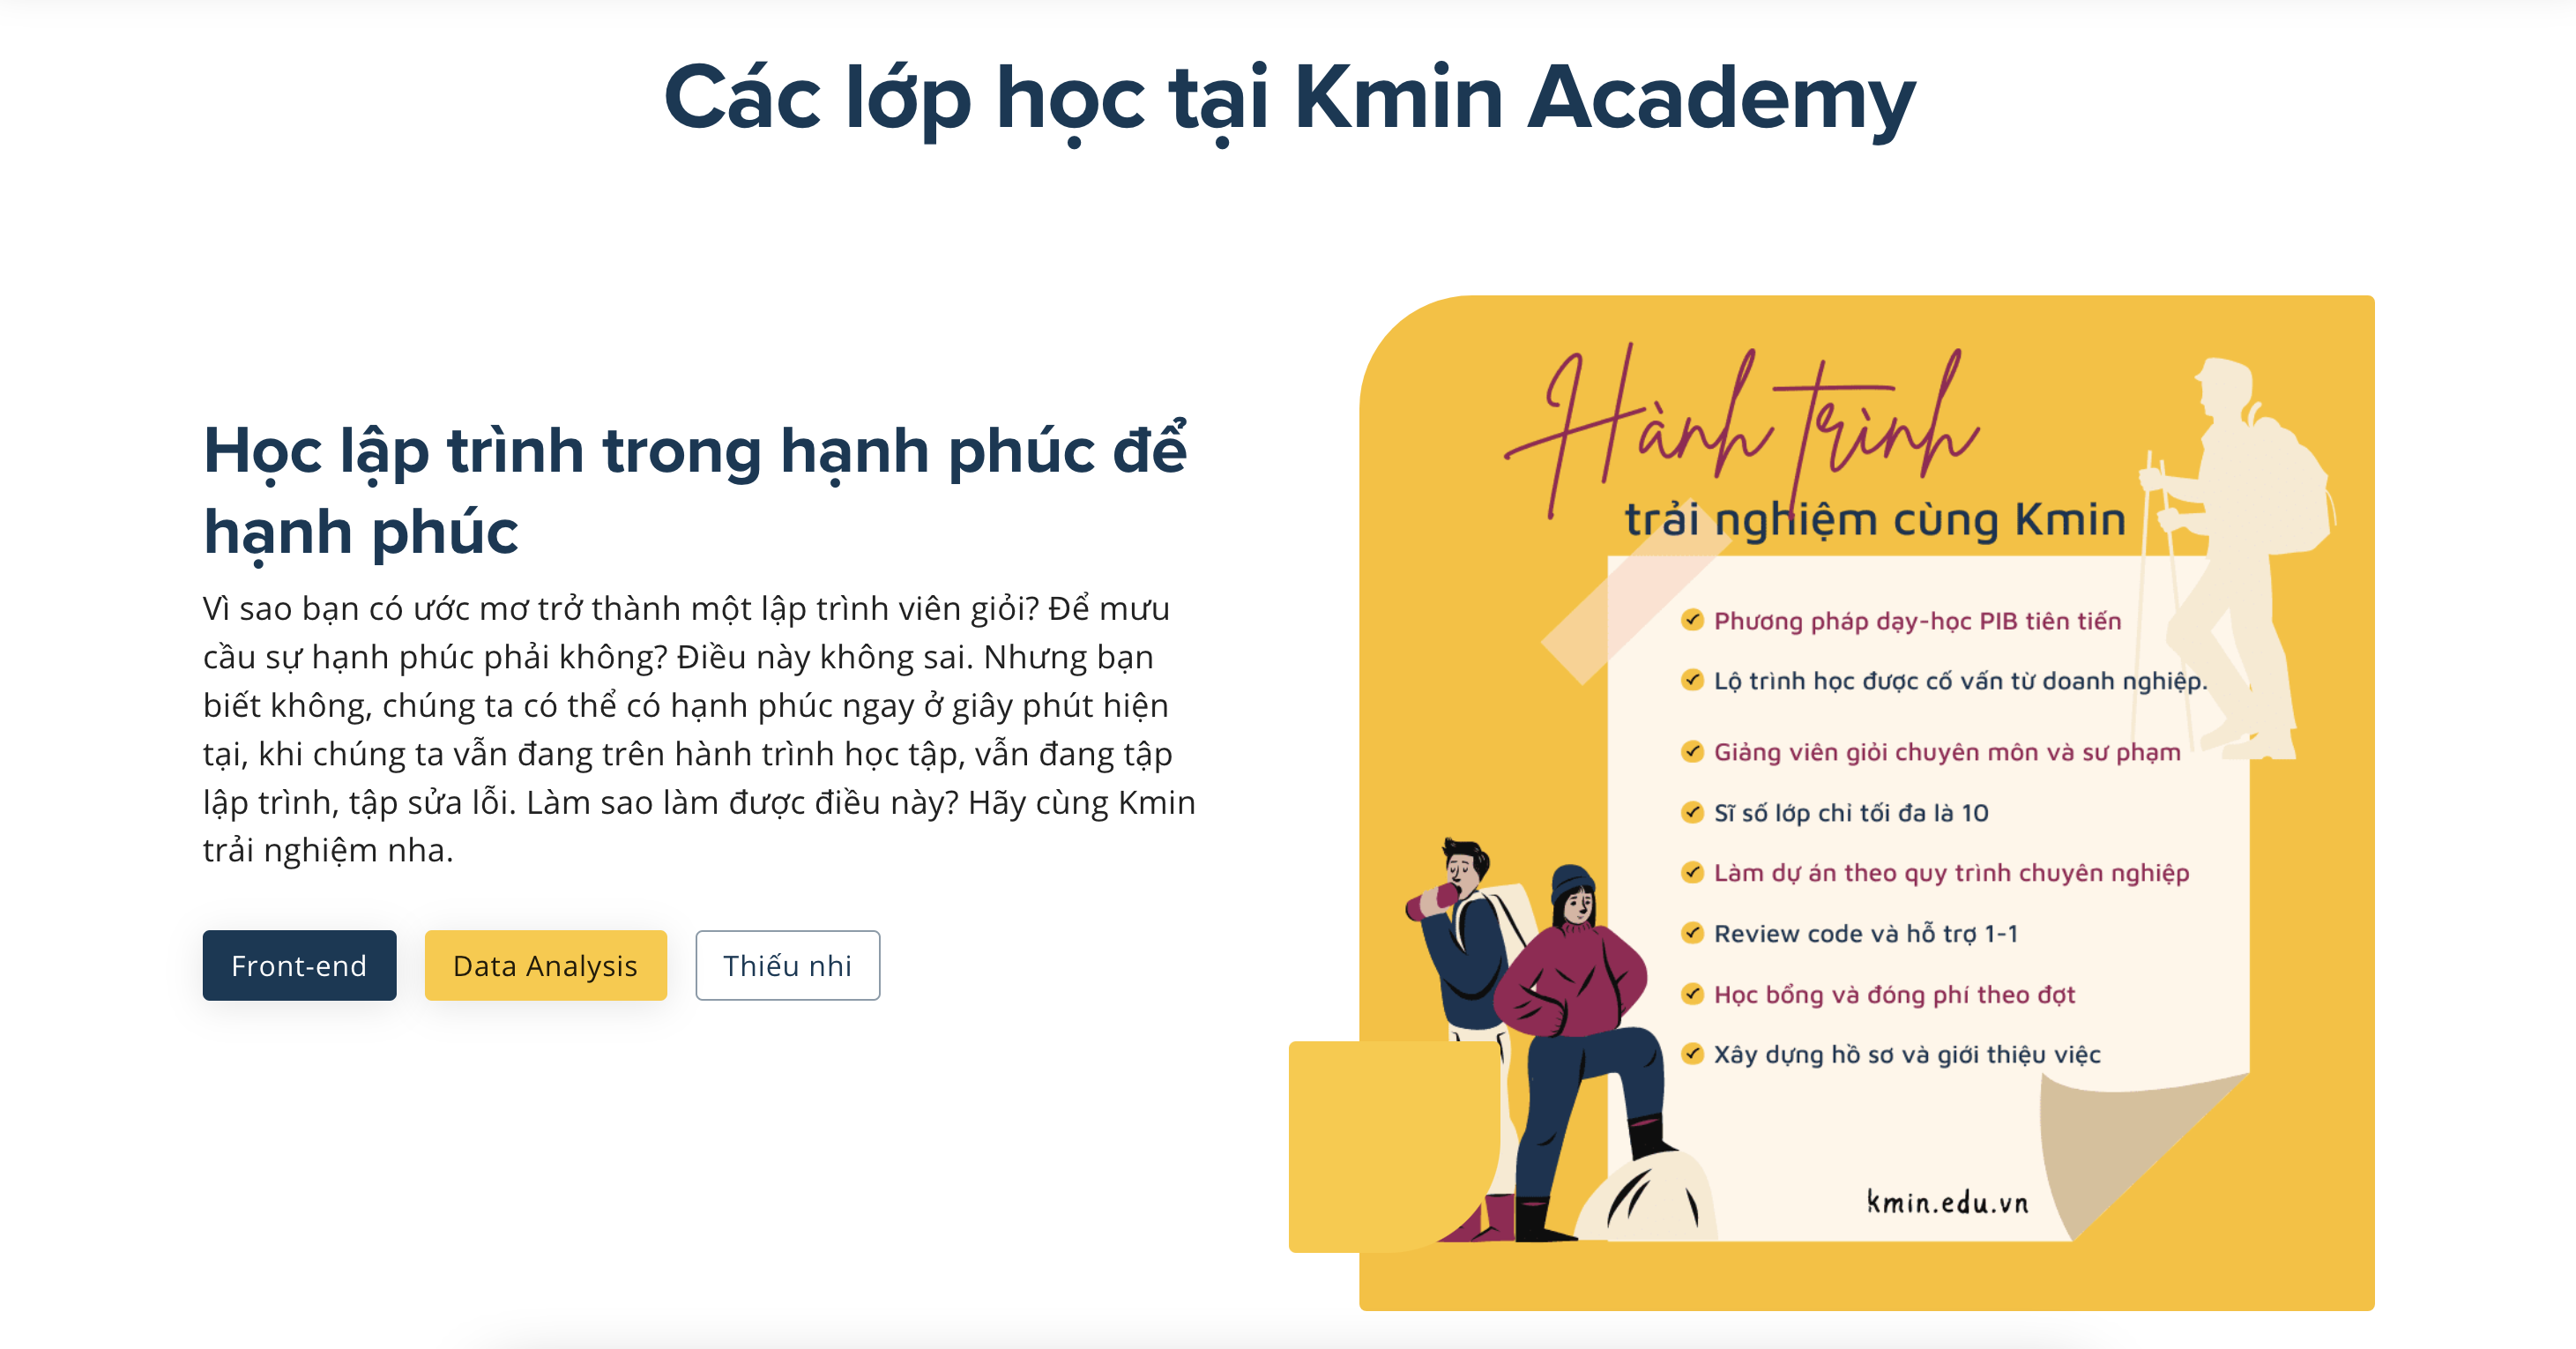 Các lớp học tại Kmin Academy
Học lập trình trong hạnh phúc để
hạnh phúc
Vì sao bạn có ước mơ trở thành một lập trình viên giỏi? Để mưu
cầu sự hạnh phúc phải không? Điều này không sai. Nhưng bạn
biết không, chúng ta có thể có hạnh phúc ngay ở giây phút hiện
tại, khi chúng ta vẫn đang trên hành trình học tập, vẫn đang tập
lập trình, tập sửa lỗi. Làm sao làm được điều này? Hãy cùng Kmin
trải nghiệm nha.
Front-end
Data Analysis
Thiếu nhi
Hành trình
trải nghiệm cùng Kmin
Phương pháp dạy-học PIB tiên tiến
Lộ trình học được cố vấn từ doanh nghiệp.
Giảng viên giỏi chuyên môn và sư phạm
Sĩ số lớp chỉ tối đa là 10
Làm dự án theo quy trình chuyên nghiệp
Review code và hỗ trợ 1-1
Học bổng và đóng phí theo đợt
Xây dựng hồ sơ và giới thiệu việc
kmin.edu.vn